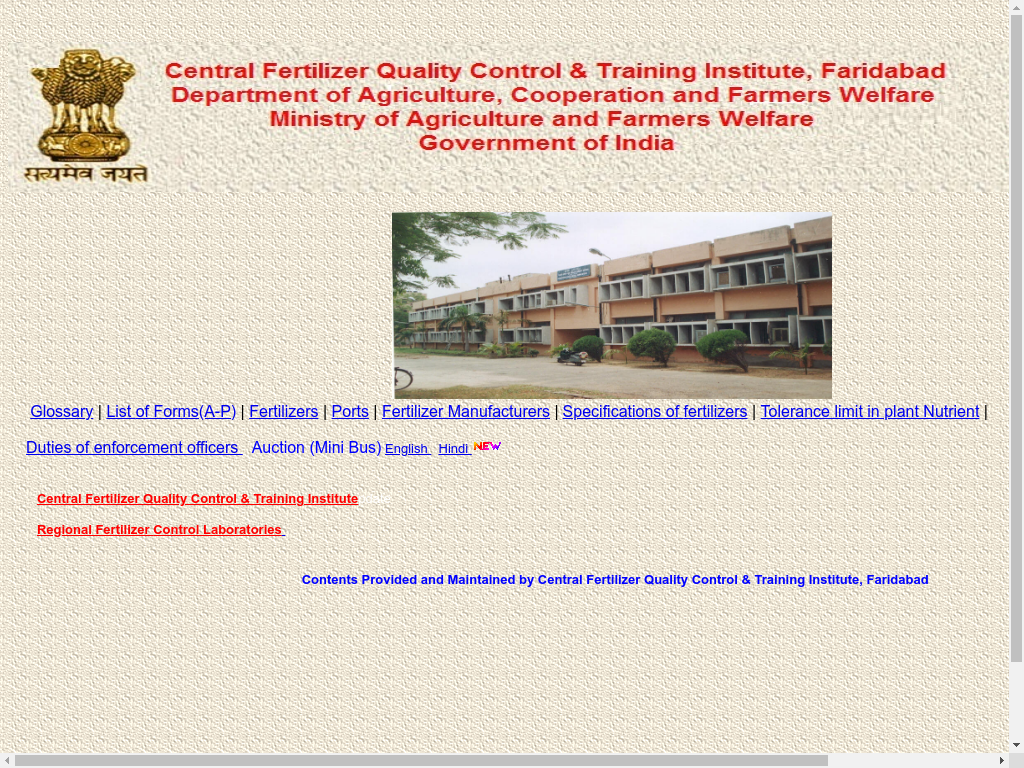 Central Fertilizer Quality Control & Training Institute, Faridabad
Department of Agriculture, Cooperation and Farmers Welfare
Ministry of Agriculture and Farmers Welfare
Government of India
सत्यमेव जयते
Glossary | List of Forms(A-P) | Fertilizers | Ports | Fertilizer Manufacturers | Specifications of fertilizers | Tolerance limit in plant Nutrient |
Duties of enforcement officers Auction (Mini Bus) English Hindi NEW
Central Fertilizer Quality Control & Training Institute
Regional Fertilizer Control Laboratories
Contents Provided and Maintained by Central Fertilizer Quality Control & Training Institute, Faridabad